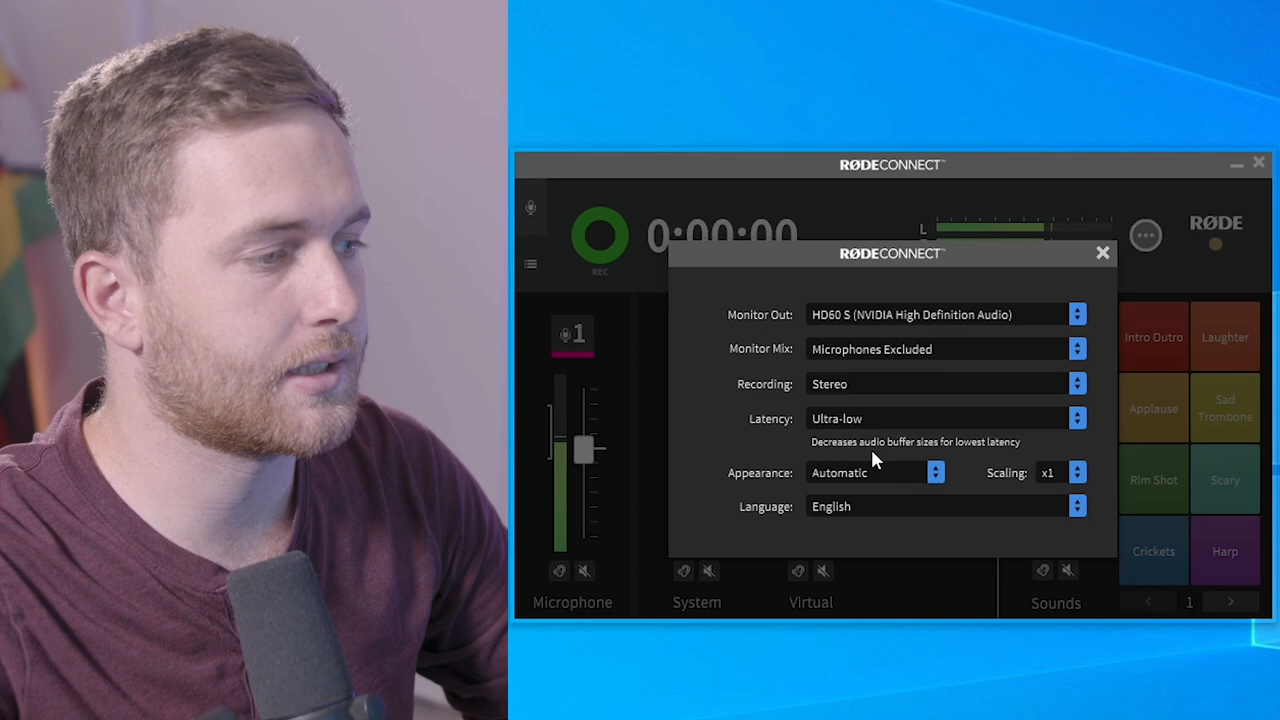 RØDECONNECT™
0:00:00
L
RØDE
REC
RØDECONNECT™
Monitor Out: HD60 S (NVIDIA High Definition Audio)
Monitor Mix: Microphones Excluded
Recording: Stereo
Latency: Ultra-low
Decreases audio buffer sizes for lowest latency
Appearance: Automatic Scaling: x1
Language: English
1
Intro Outro Laughter
Applause Sad Trombone
Rim Shot Scary
Crickets Harp
Microphone System Virtual Sounds < 1 >